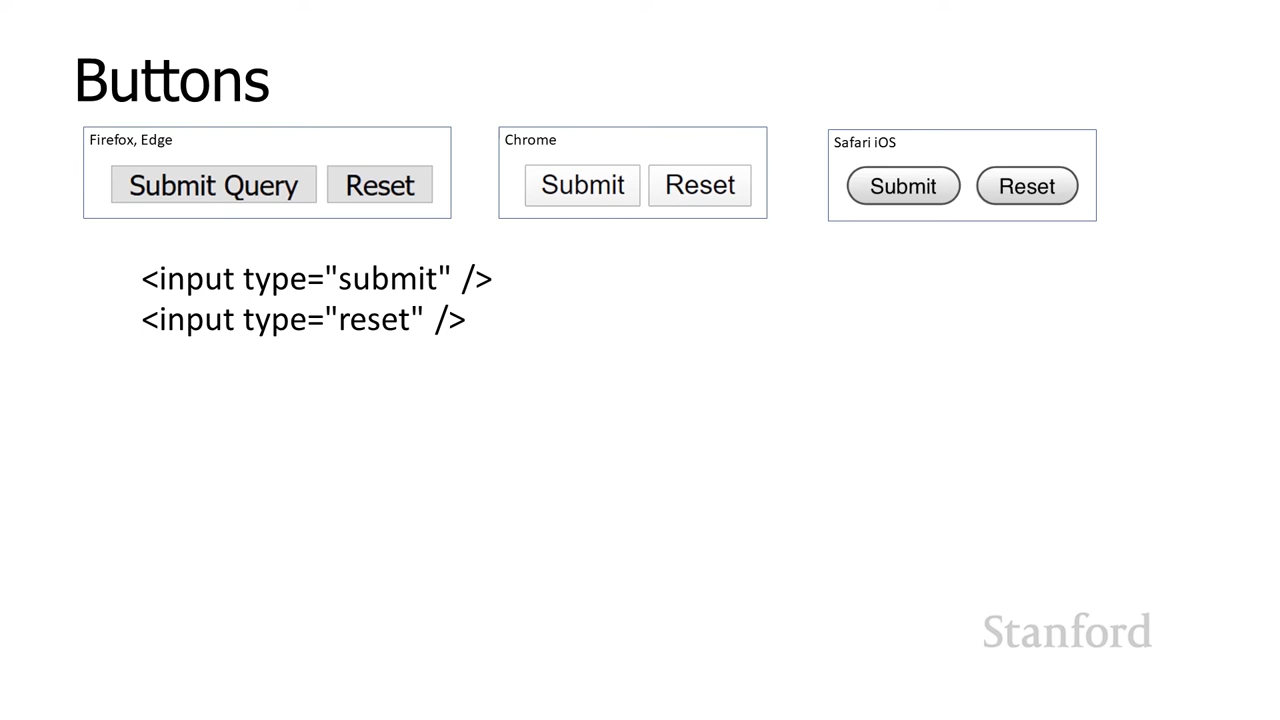 Buttons
Firefox, Edge
Submit Query Reset
Chrome
Submit Reset
Safari iOS
Submit Reset
<input type="submit" />
<input type="reset" />
Stanford